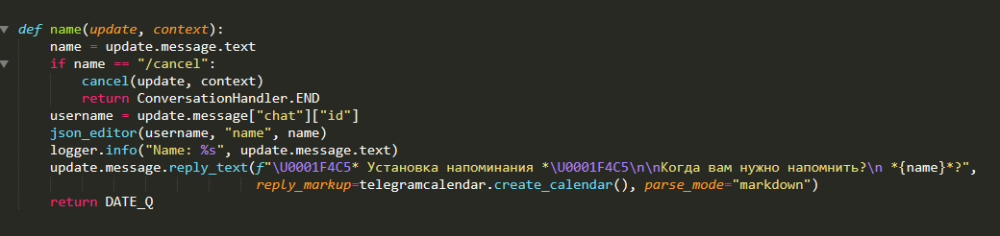 def name(update, context):
    name = update.message.text
    if name == "/cancel":
        cancel(update, context)
        return ConversationHandler.END
    username = update.message["chat"]["id"]
    json_editor(username, "name", name)
    logger.info("Name: %s", update.message.text)
    update.message.reply_text(f"\U0001F4C5* Установка напоминания *\U0001F4C5\n\nКогда вам нужно напомнить?\n *{name}*?",
                              reply_markup=telegramcalendar.create_calendar(), parse_mode="markdown")
    return DATE_Q